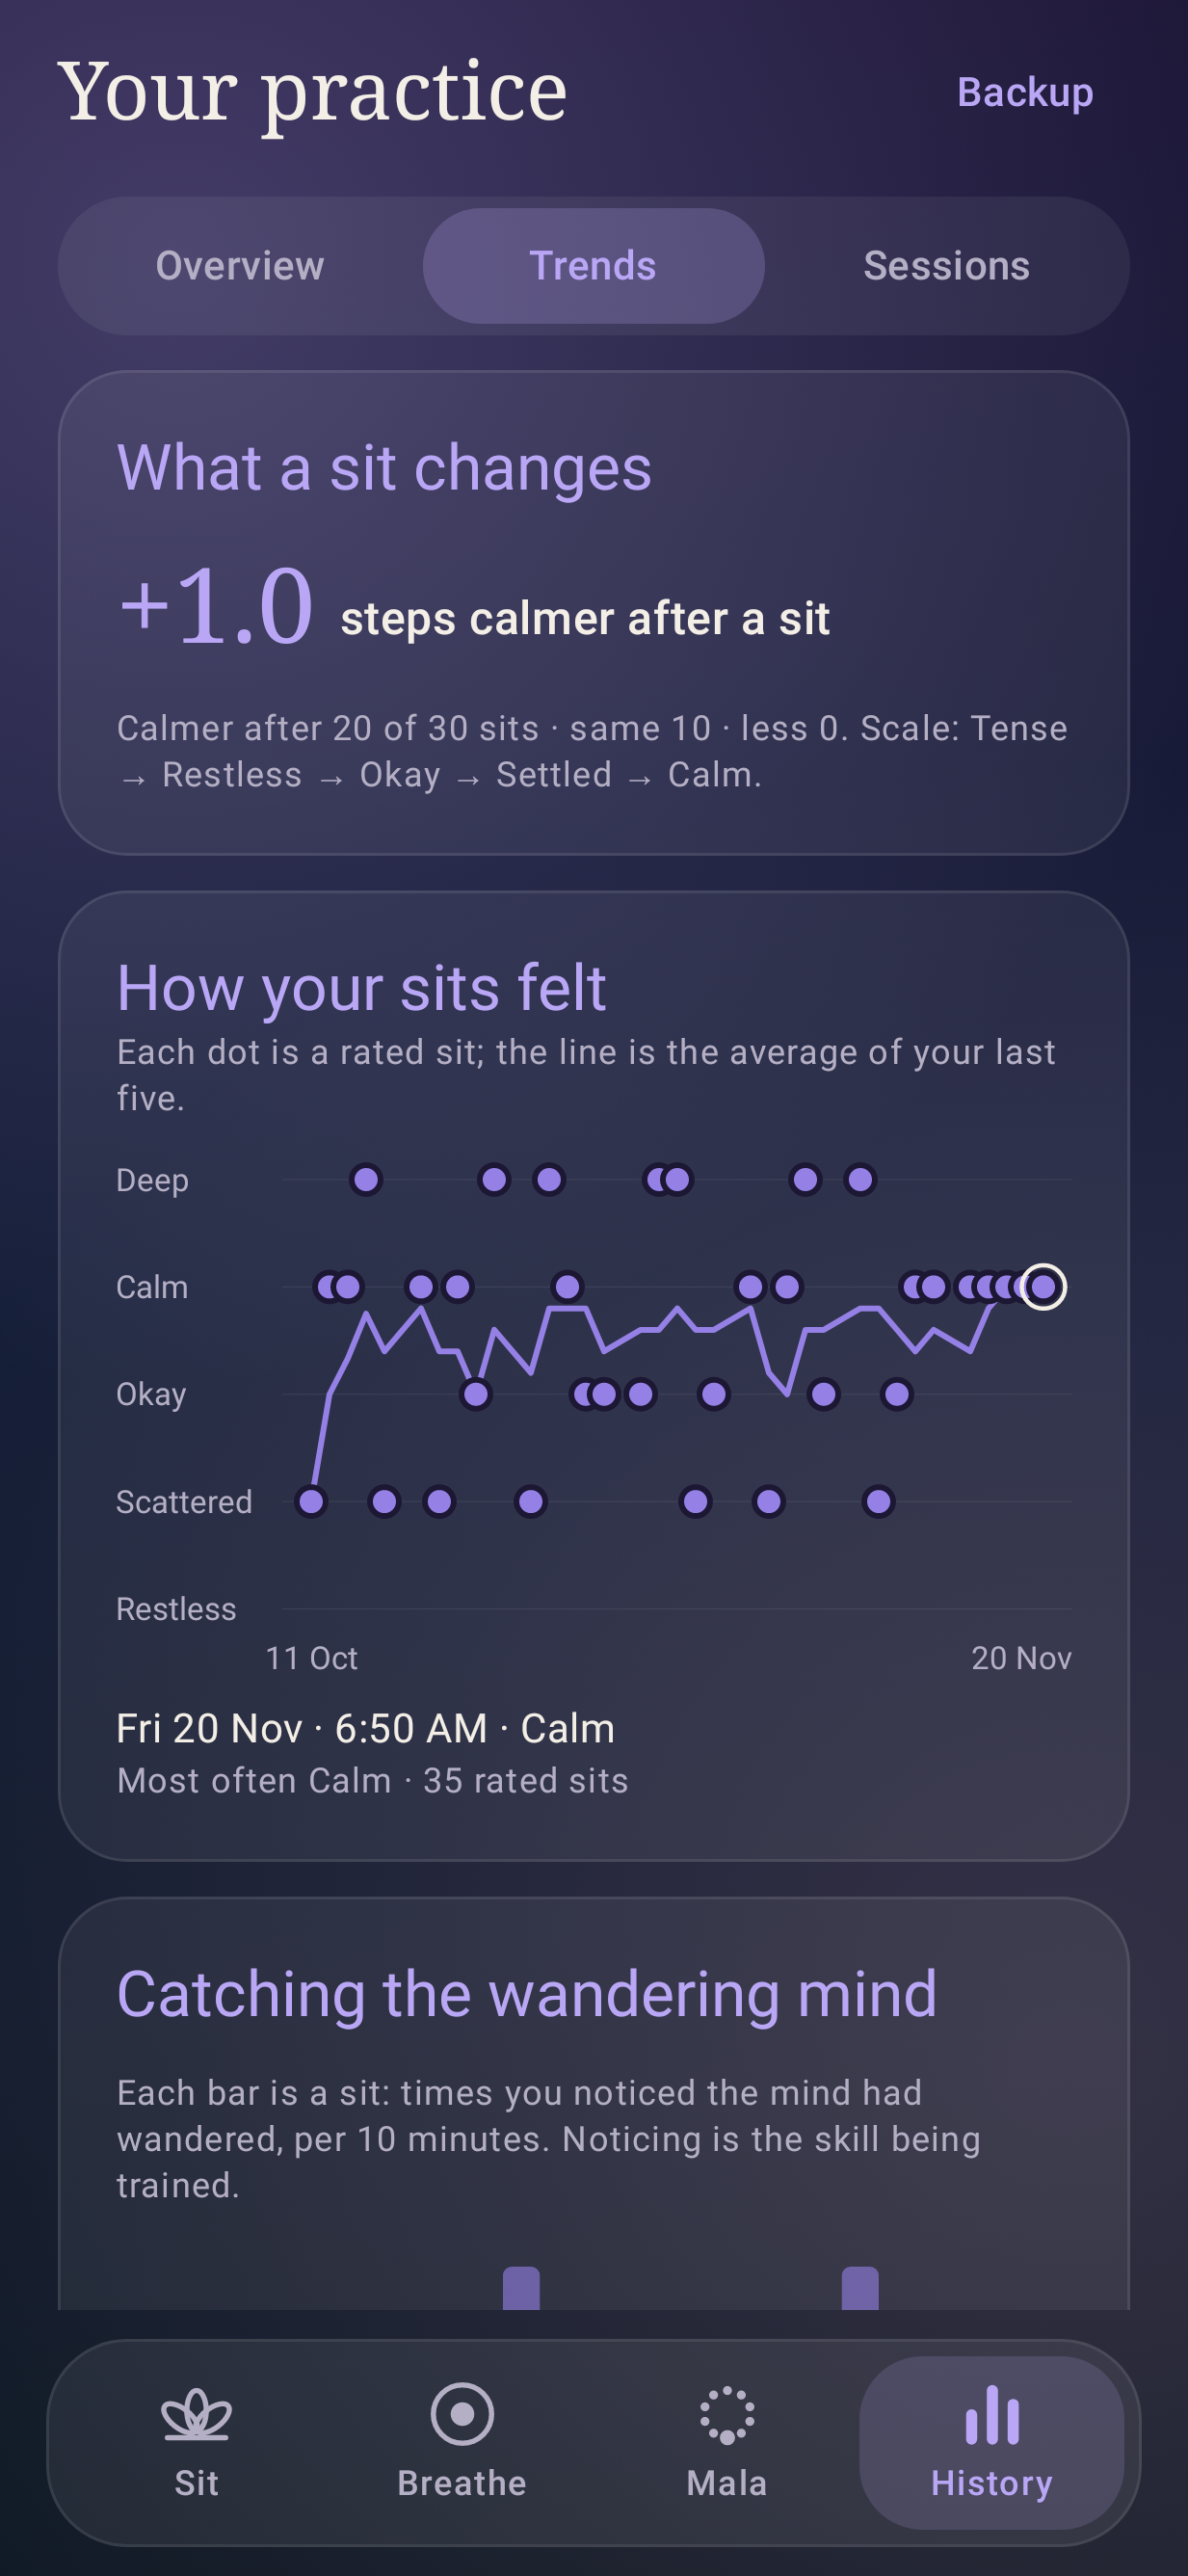 Your practice
Backup
Overview
Trends
Sessions
What a sit changes
+1.0 steps calmer after a sit
Calmer after 20 of 30 sits · same 10 · less 0. Scale: Tense
→ Restless → Okay → Settled → Calm.
How your sits felt
Each dot is a rated sit; the line is the average of your last
five.
Deep
Calm
Okay
Scattered
Restless
11 Oct
20 Nov
Fri 20 Nov · 6:50 AM · Calm
Most often Calm · 35 rated sits
Catching the wandering mind
Each bar is a sit: times you noticed the mind had
wandered, per 10 minutes. Noticing is the skill being
trained.
Sit
Breathe
Mala
History